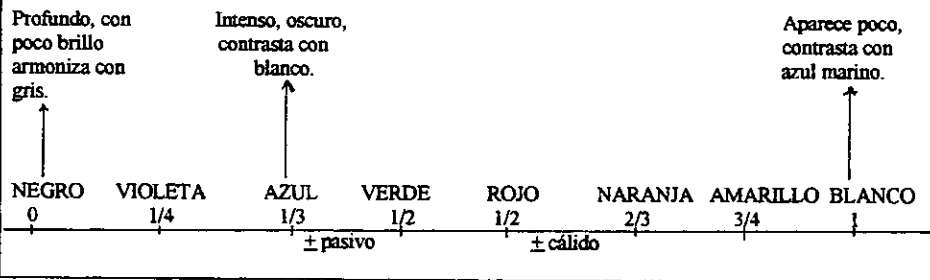 Profundo, con
poco brillo
armoniza con
gris.
Intenso, oscuro,
contrasta con
blanco.
Aparece poco,
contrasta con
azul marino.
NEGRO VIOLETA AZUL VERDE ROJO NARANJA AMARILLO BLANCO
0 1/4 1/3 1/2 1/2 2/3 3/4 1
± pasivo ± cálido